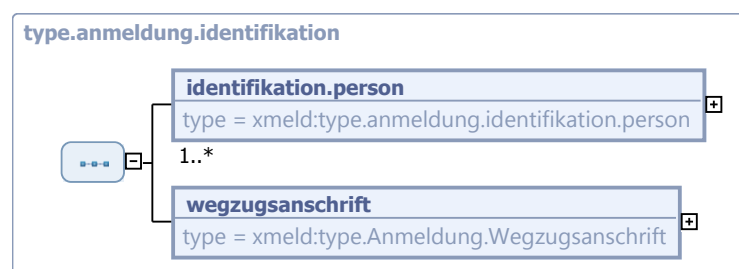 type.anmeldung.identifikation
identifikation.person
type = xmeld:type.anmeldung.identifikation.person
1..*
wegzugsanschrift
type = xmeld:type.Anmeldung.Wegzugsanschrift